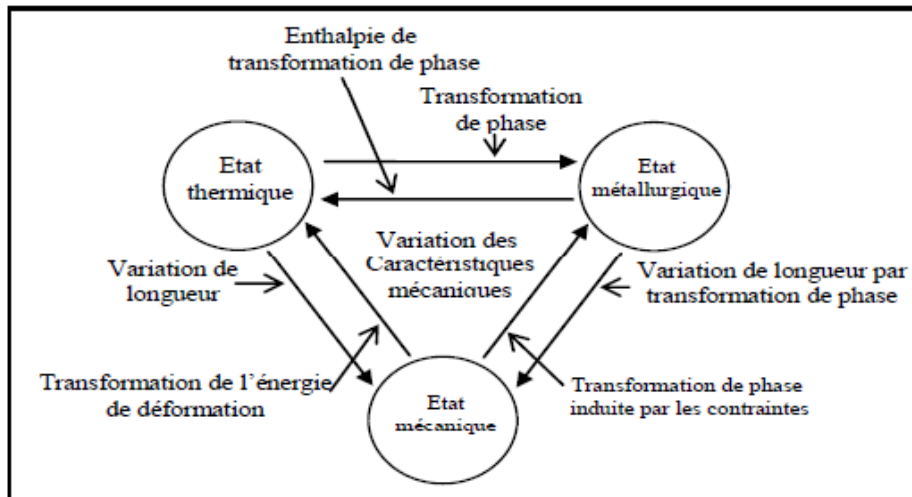 Enthalpie de
transformation de phase
Transformation
de phase
Etat
thermique
Etat
métallurgique
Variation des
Caractéristiques
mécaniques
Variation de
longueur
Variation de longueur par
transformation de phase
Transformation de l'énergie
de déformation
Etat
mécanique
Transformation de phase
induite par les contraintes